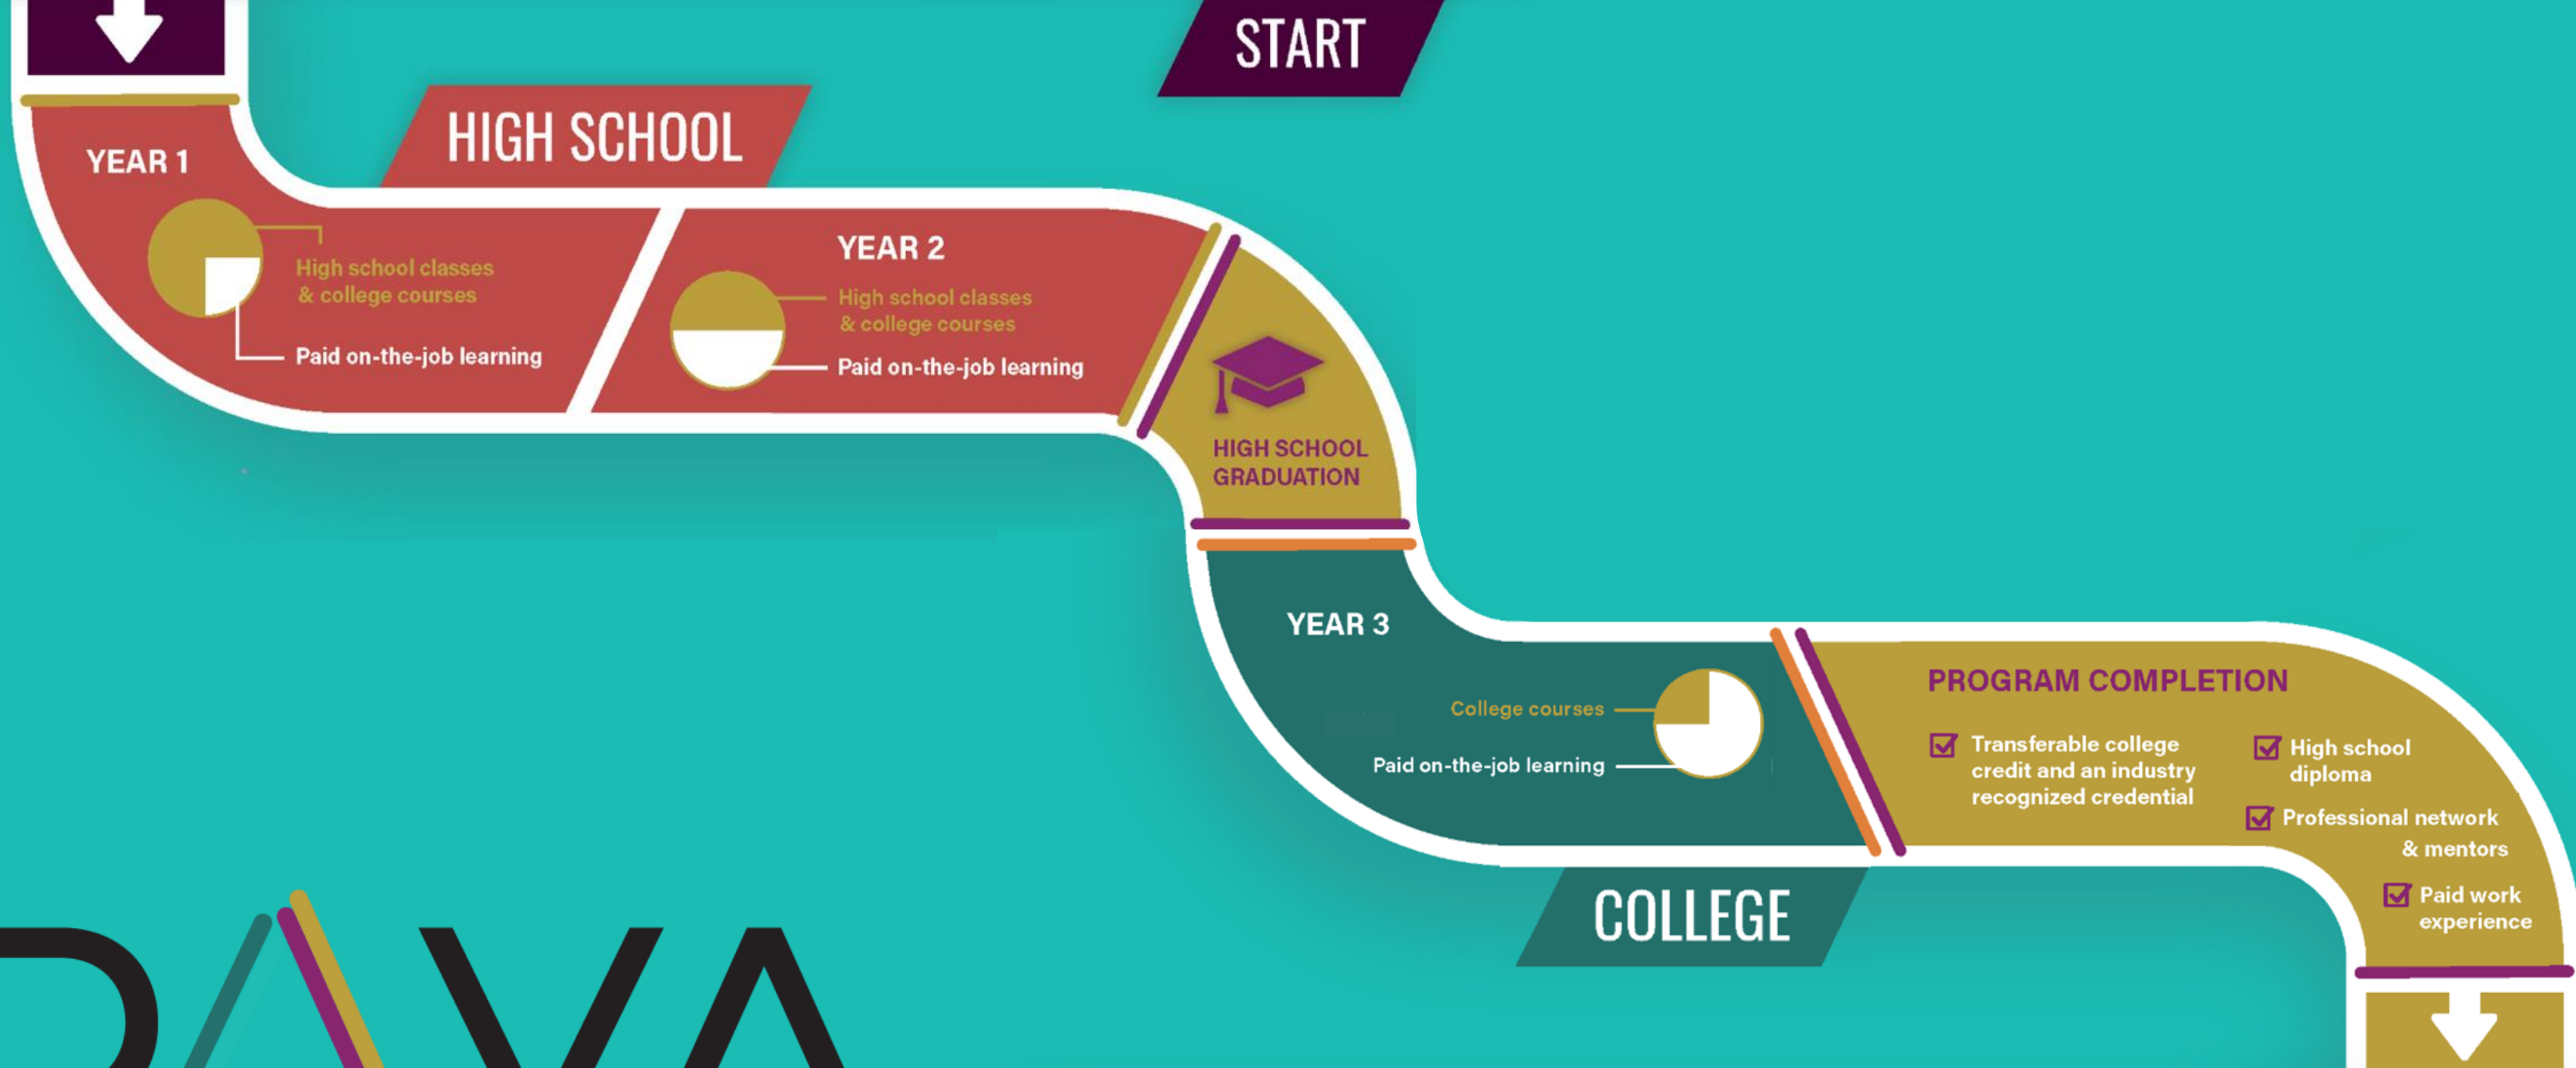 START
HIGH SCHOOL
YEAR 1
High school classes
& college courses
Paid on-the-job learning
YEAR 2
High school classes
& college courses
Paid on-the-job learning
HIGH SCHOOL
GRADUATION
YEAR 3
College courses
Paid on-the-job learning
COLLEGE
PROGRAM COMPLETION
Transferable college
credit and an industry
recognized credential
High school
diploma
Professional network
& mentors
Paid work
experience